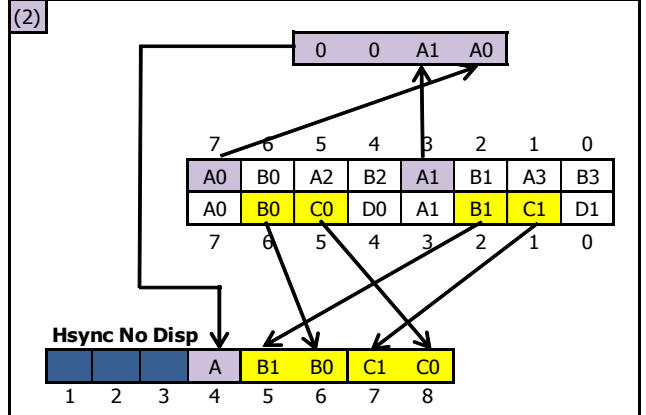 (2)
0 0 A1 A0
7 6 5 4 3 2 1 0
A0 B0 A2 B2 A1 B1 A3 B3
A0 B0 C0 D0 A1 B1 C1 D1
7 6 5 4 3 2 1 0
Hsync No Disp
A B1 B0 C1 C0
1 2 3 4 5 6 7 8